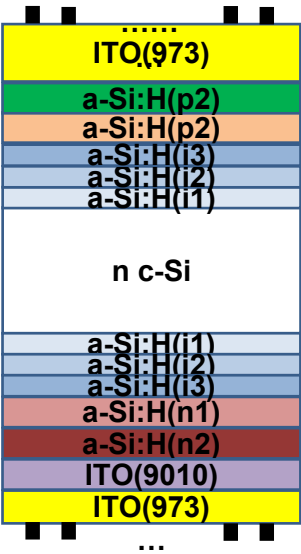 ......
ITO(973)
..
a-Si:H(p2)
a-Si:H(p2)
a-Si:H(i3)
a-Si:H(i2)
a-Si:H(i1)
n c-Si
a-Si:H(i1)
a-Si:H(i2)
a-Si:H(i3)
a-Si:H(n1)
a-Si:H(n2)
ITO(9010)
ITO(973)
...